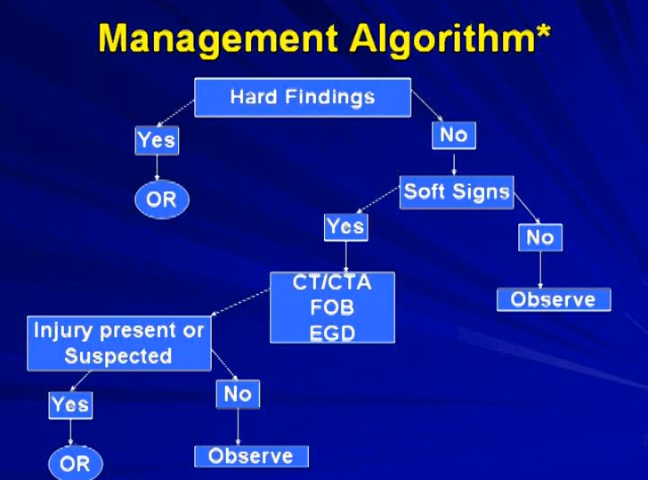 Management Algorithm*
Hard Findings
Yes
No
OR
Soft Signs
Yes
No
CT/CTA
FOB
EGD
Observe
Injury present or
Suspected
Yes
No
OR
Observe